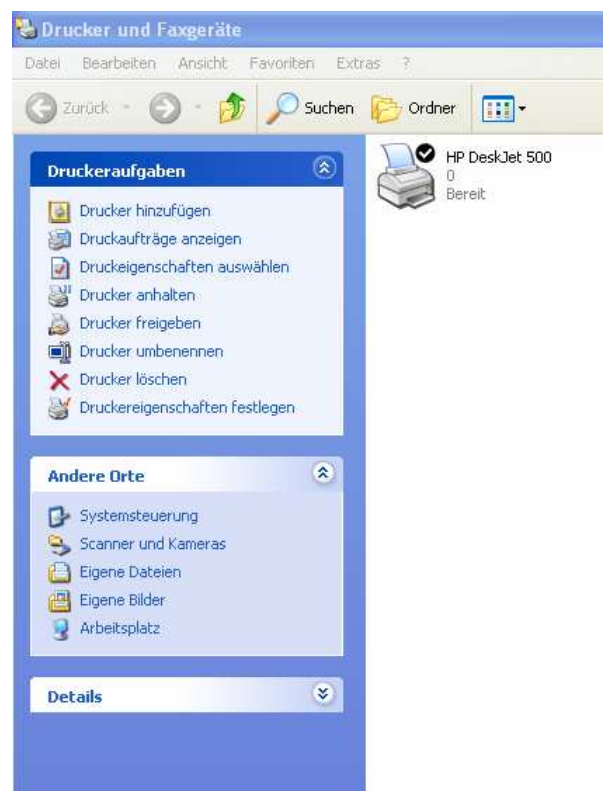 Drucker und Faxgeräte
Datei Bearbeiten Ansicht Favoriten Extras ?
Zurück Suchen Ordner
Druckeraufgaben
Drucker hinzufügen
Druckaufträge anzeigen
Druckeigenschaften auswählen
Drucker anhalten
Drucker freigeben
Drucker umbenennen
Drucker löschen
Druckereigenschaften festlegen
Andere Orte
Systemsteuerung
Scanner und Kameras
Eigene Dateien
Eigene Bilder
Arbeitsplatz
Details
HP DeskJet 500
0
Bereit